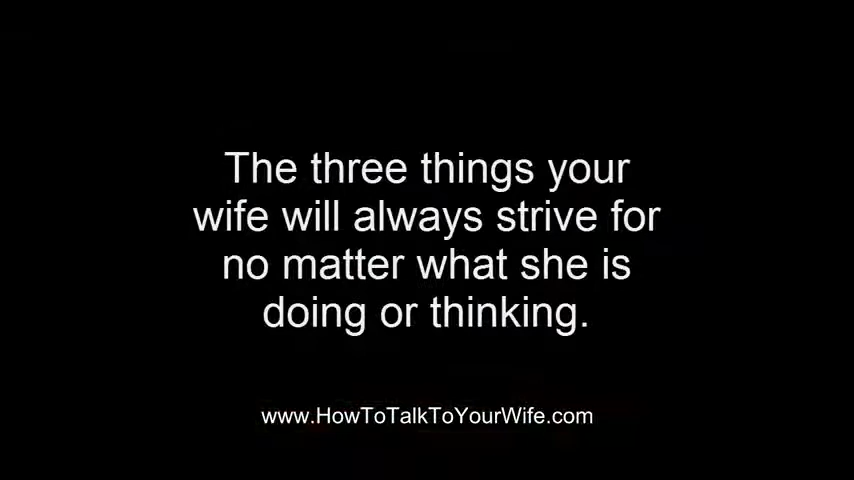 The three things your
wife will always strive for
no matter what she is
doing or thinking.
www.HowToTalkToYourWife.com